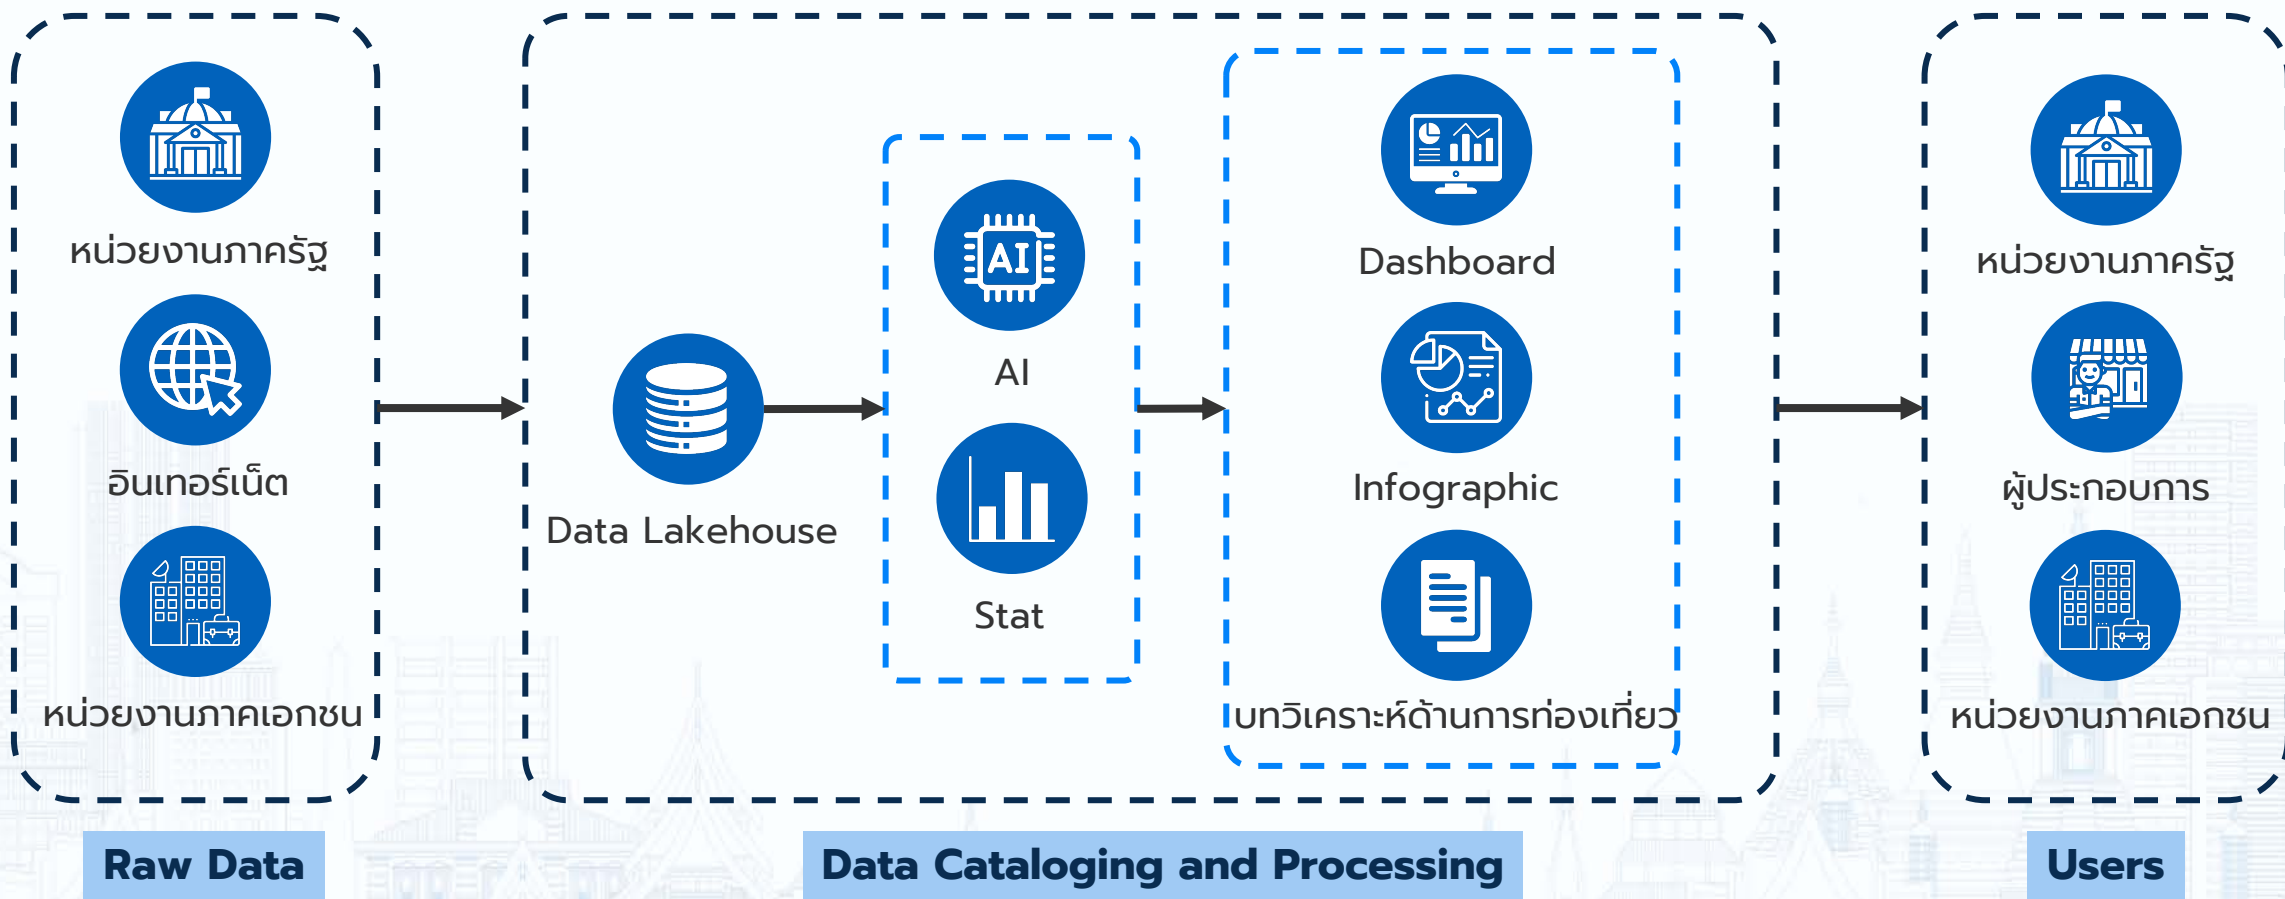 หน่วยงานภาครัฐ
อินเทอร์เน็ต
หน่วยงานภาคเอกชน
Raw Data
Data Lakehouse
AI
AI
Stat
Dashboard
Infographic
บทวิเคราะห์ด้านการท่องเที่ยว
Data Cataloging and Processing
หน่วยงานภาครัฐ
ผู้ประกอบการ
หน่วยงานภาคเอกชน
Users